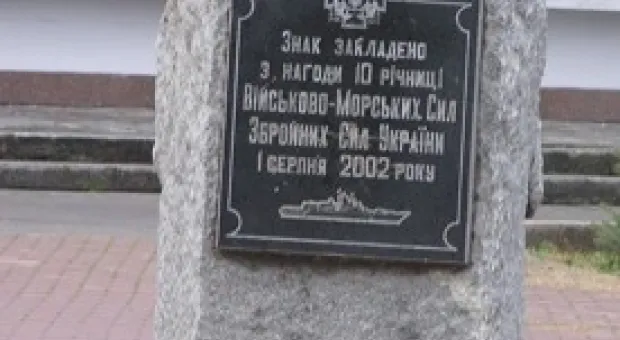 Знак закладено
з нагоди 10 річниці
Військово-Морських Сил
Збройних Сил України
1 серпня 2002 року